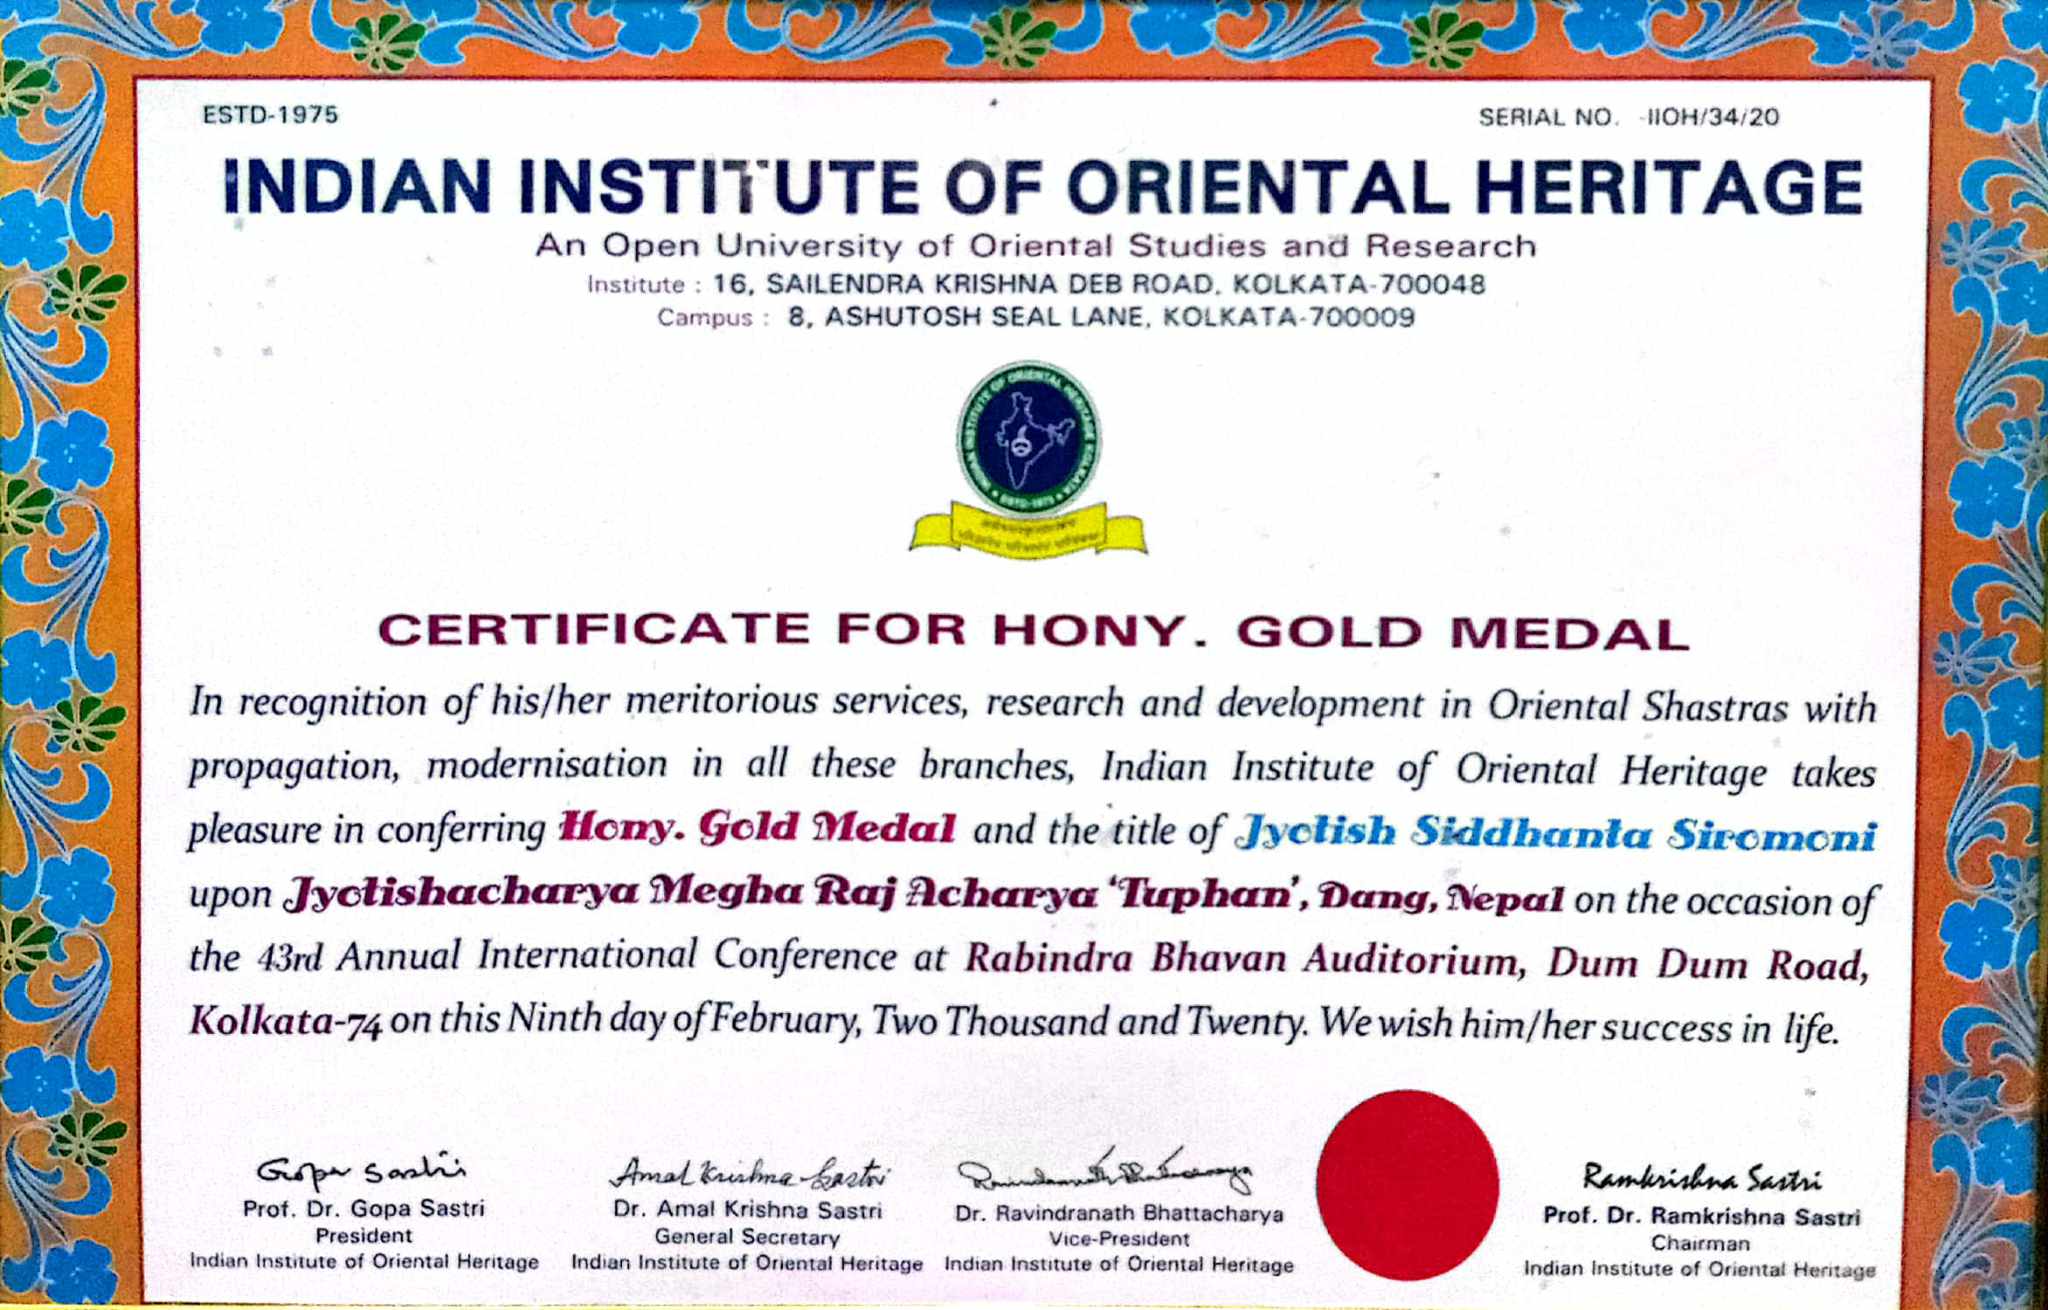 ESTD-1975
SERIAL NO. -IIOH/34/20
INDIAN INSTITUTE OF ORIENTAL HERITAGE
An Open University of Oriental Studies and Research
Institute : 16, SAILENDRA KRISHNA DEB ROAD, KOLKATA-700048
Campus : 8, ASHUTOSH SEAL LANE, KOLKATA-700009
INDIAN INSTITUTE OF ORIENTAL HERITAGE KOLKATA
ESTD-1975
CERTIFICATE FOR HONY. GOLD MEDAL
In recognition of his/her meritorious services, research and development in Oriental Shastras with
propagation, modernisation in all these branches, Indian Institute of Oriental Heritage takes
pleasure in conferring Hony. Gold Medal and the title of Jyotish Siddhanta Siromoni
upon Jyotishacharya Megha Raj Acharya 'Tuphan', Dang, Nepal on the occasion of
the 43rd Annual International Conference at Rabindra Bhavan Auditorium, Dum Dum Road,
Kolkata-74 on this Ninth day of February, Two Thousand and Twenty. We wish him/her success in life.
Gopa Sastri
Amal Krishna Sastri
Ravindranath Bhattacharya
Ramkrishna Sastri
Prof. Dr. Gopa Sastri
President
Indian Institute of Oriental Heritage
Dr. Amal Krishna Sastri
General Secretary
Indian Institute of Oriental Heritage
Dr. Ravindranath Bhattacharya
Vice-President
Indian Institute of Oriental Heritage
Prof. Dr. Ramkrishna Sastri
Chairman
Indian Institute of Oriental Heritage